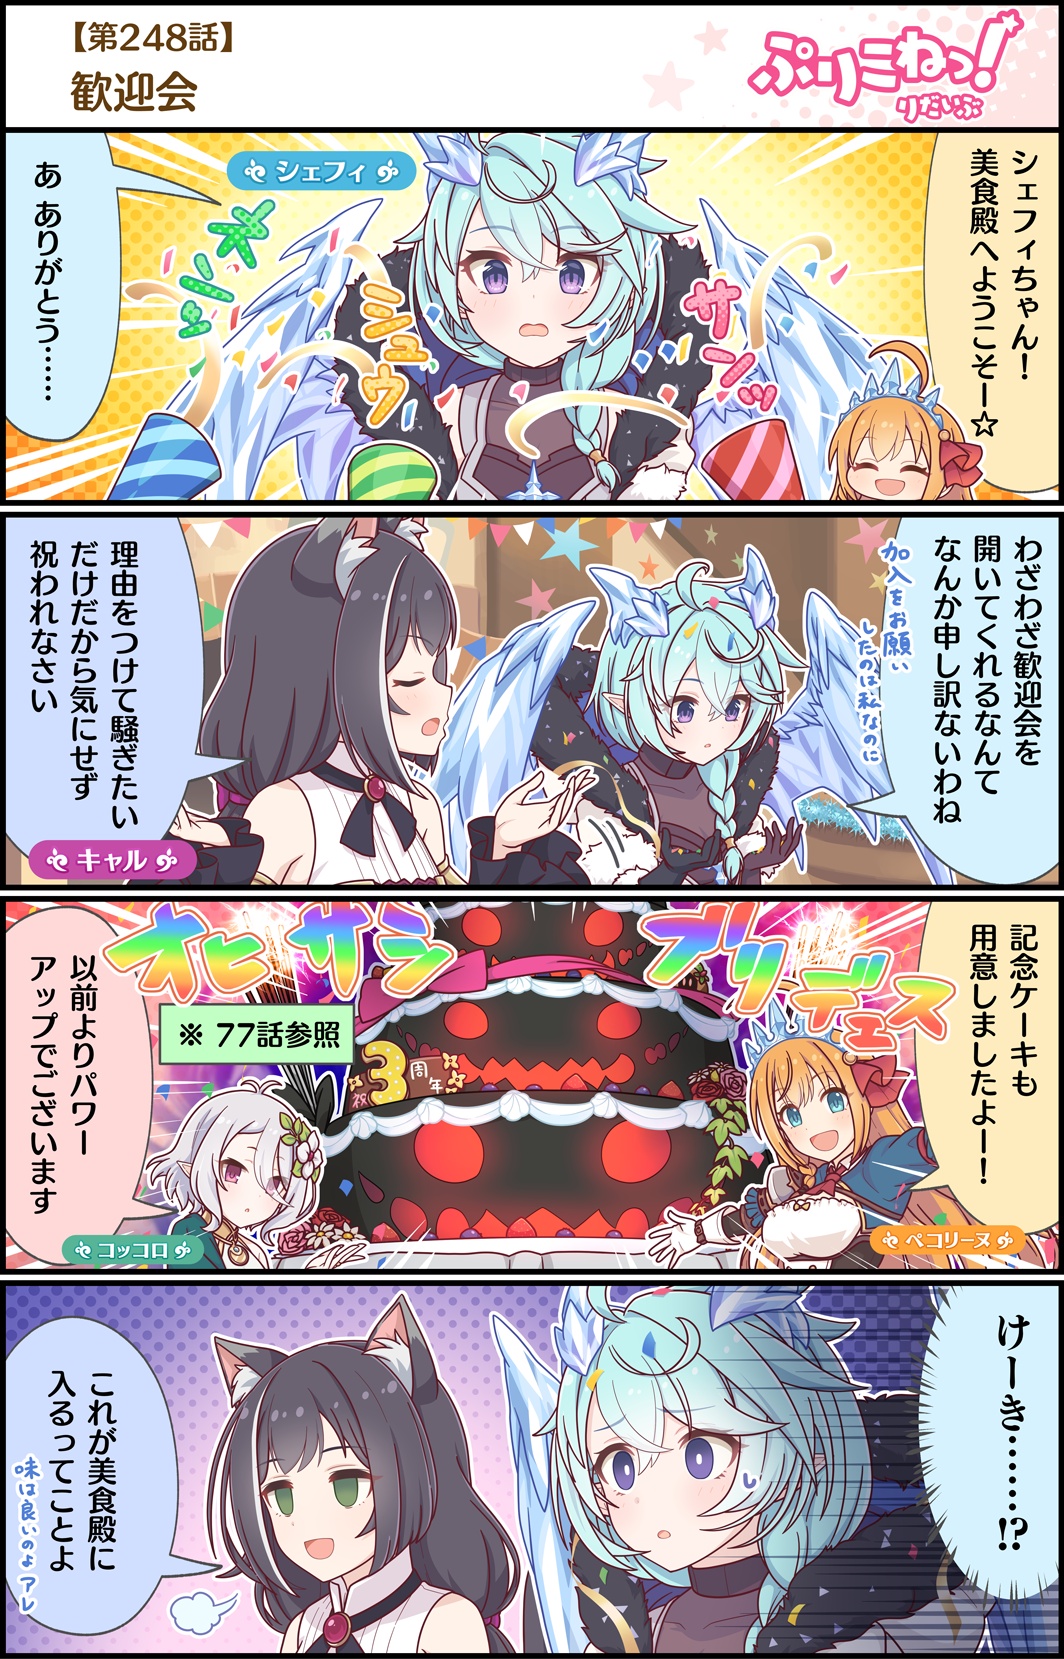 【第248話】
歓迎会
ぷりこねっ!
りだいぶ
シェフィちゃん!
美食殿へようこそー☆
シェフィ
サンッ
シュウ
ネ
ツシュ
あ ありがとう……
わざわざ歓迎会を
開いてくれるなんて
なんか申し訳ないわね
加入をお願い
したのは私なのに
理由をつけて騒ぎたい
だけだから気にせず
祝われなさい
キャル
記念ケーキも
用意しましたよー!
オヒサシブリデェス
※ 77話参照
祝3周年
ペコリーヌ
以前よりパワー
アップでございます
コッコロ
けーき……!?
これが美食殿に
入るってことよ
味は良いのよアレ